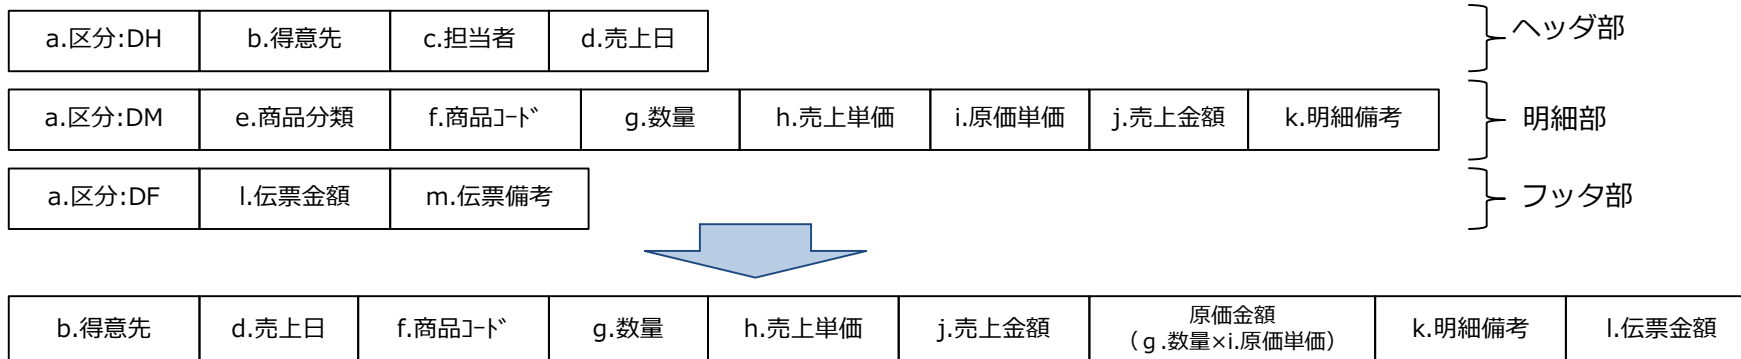 a.区分:DH b.得意先 c.担当者 d.売上日 ヘッダ部
a.区分:DM e.商品分類 f.商品ｺｰﾄﾞ g.数量 h.売上単価 i.原価単価 j.売上金額 k.明細備考 明細部
a.区分:DF l.伝票金額 m.伝票備考 フッタ部
b.得意先 d.売上日 f.商品ｺｰﾄﾞ g.数量 h.売上単価 j.売上金額 原価金額
（ｇ.数量×i.原価単価） k.明細備考 l.伝票金額